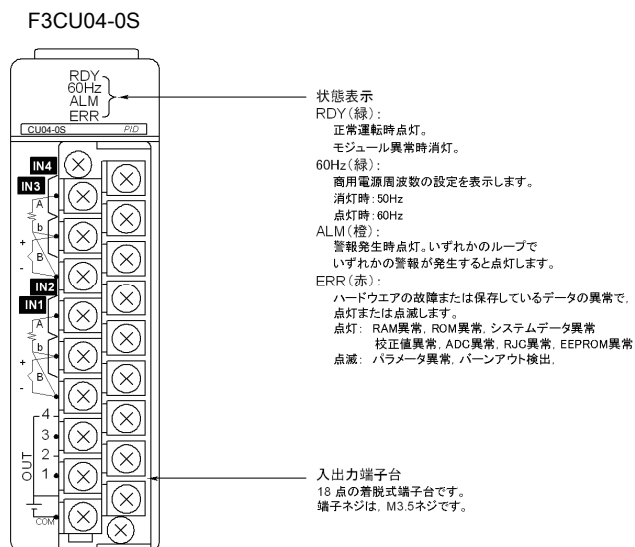 F3CU04-0S
RDY
60Hz
ALM
ERR
CU04-0S PID
IN4
IN3
A
b
+
B
-
IN2
IN1
A
b
+
B
-
4
3
2
1
OUT
COM
状態表示
RDY(緑):
正常運転時点灯。
モジュール異常時消灯。
60Hz(緑):
商用電源周波数の設定を表示します。
消灯時:50Hz
点灯時:60Hz
ALM(橙):
警報発生時点灯。いずれかのループで
いずれかの警報が発生すると点灯します。
ERR(赤):
ハードウエアの故障または保存しているデータの異常で,
点灯または点滅します。
点灯: RAM異常, ROM異常, システムデータ異常
校正値異常, ADC異常, RJC異常, EEPROM異常
点滅: パラメータ異常, バーンアウト検出,
入出力端子台
18 点の着脱式端子台です。
端子ネジは, M3.5ネジです。